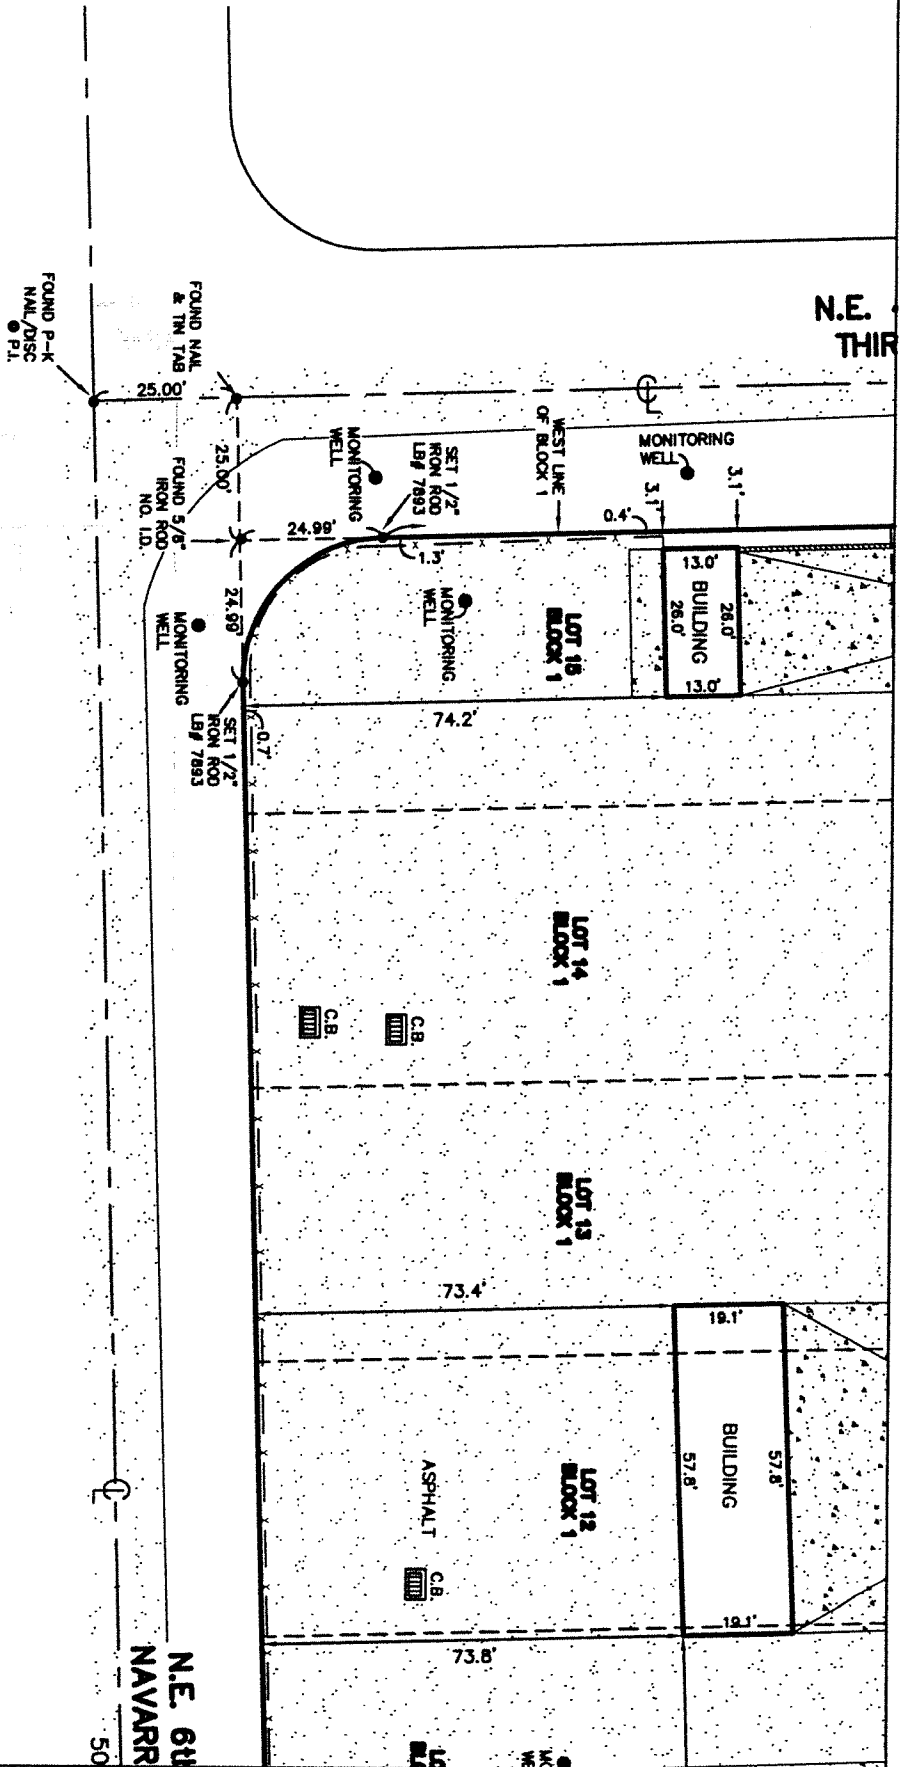 N.E.
THIR
FOUND P-K
NAIL/DISC
@ P.I.
FOUND NAIL
& TIN TAB
25.00'
25.00'
24.99'
24.99'
FOUND 5/8"
IRON ROD
NO. I.D.
MONITORING
WELL
SET 1/2"
IRON ROD
LB# 7893
1.3'
WEST LINE
OF BLOCK 1
MONITORING
WELL
3.1'
3.1'
0.4'
MONITORING
WELL
MONITORING
WELL
SET 1/2"
IRON ROD
LB# 7893
0.7'
LOT 15
BLOCK 1
13.0'
BUILDING
26.0'
26.0'
13.0'
74.2'
LOT 14
BLOCK 1
C.B.
C.B.
LOT 13
BLOCK 1
73.4'
19.1'
BUILDING
57.8'
57.8'
19.1'
LOT 12
BLOCK 1
ASPHALT
C.B.
73.8'
N.E. 6th
NAVARR
50